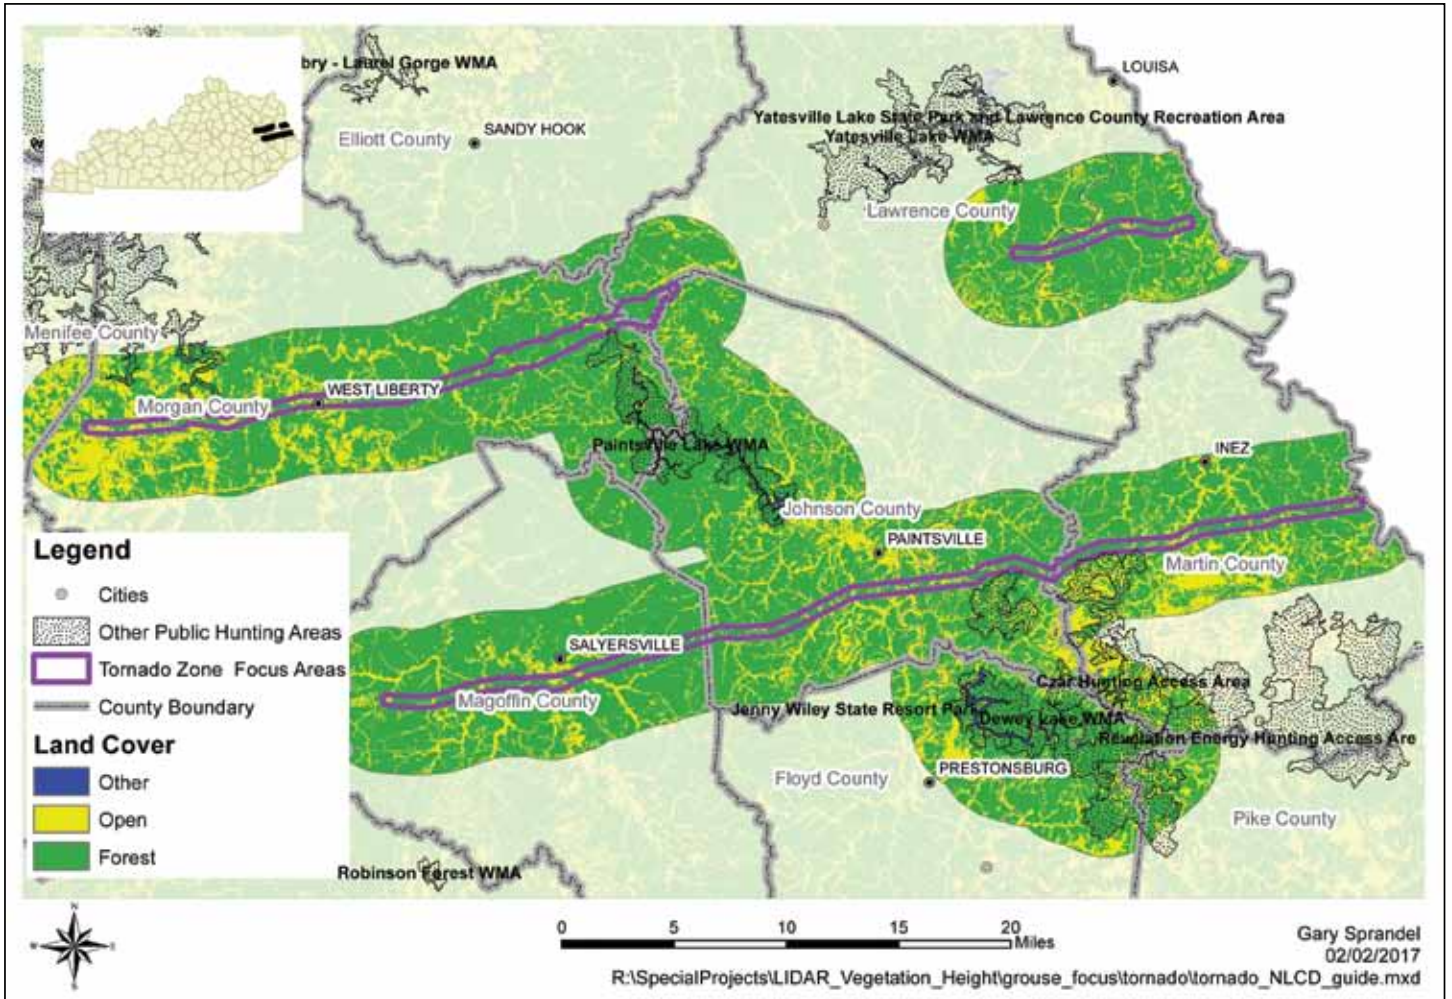 bry - Laurel Gorge WMA
LOUISA
Elliott County
SANDY HOOK
Yatesville Lake State Park and Lawrence County Recreation Area
Yatesville Lake WMA
Lawrence County
Menifee County
WEST LIBERTY
Morgan County
Paintsville Lake WMA
INEZ
Johnson County
PAINTSVILLE
Martin County
SALYERSVILLE
Magoffin County
Czar Hunting Access Area
Jenny Wiley State Resort Park
Dewey Lake WMA
Revelation Energy Hunting Access Are
PRESTONSBURG
Floyd County
Pike County
Robinson Forest WMA
Legend
Cities
Other Public Hunting Areas
Tornado Zone Focus Areas
County Boundary
Land Cover
Other
Open
Forest
N
W
E
S
0 5 10 15 20
Miles
Gary Sprandel
02/02/2017
R:\SpecialProjects\LIDAR_Vegetation_Height\grouse_focus\tornado\tornado_NLCD_guide.mxd